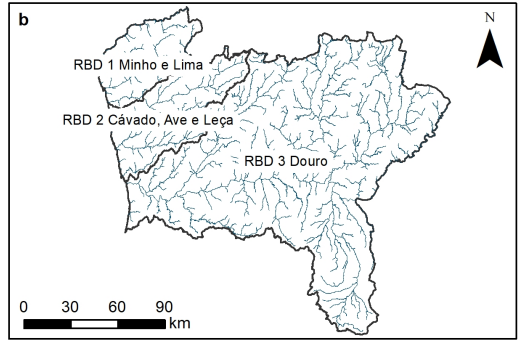 b
N
RBD 1 Minho e Lima
RBD 2 Cávado, Ave e Leça
RBD 3 Douro
0 30 60 90
km